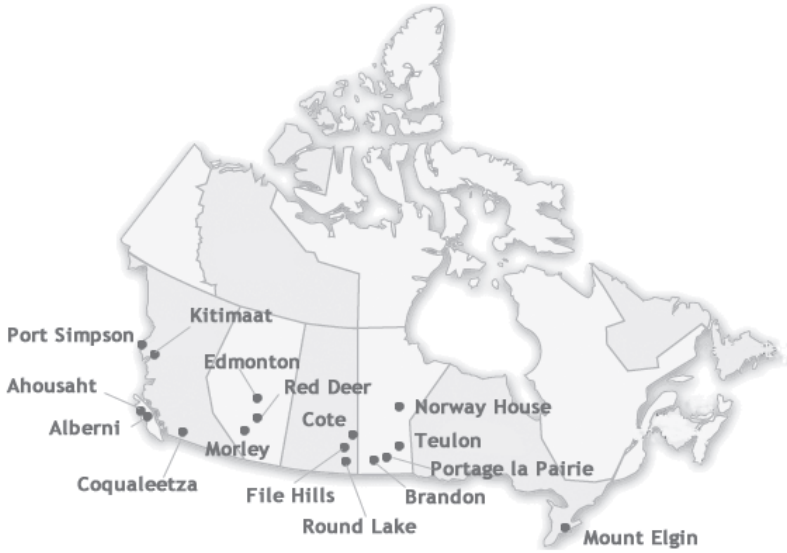 Kitimaat
Port Simpson
Edmonton
Ahousaht
Red Deer
Norway House
Cote
Alberni
Teulon
Morley
Portage la Pairie
Coqualeetza
File Hills
Brandon
Round Lake
Mount Elgin